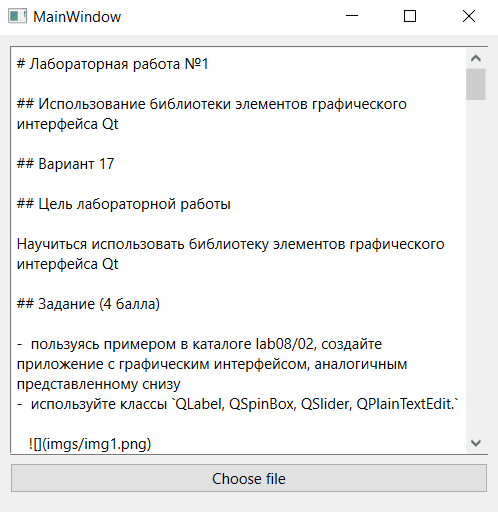 MainWindow
# Лабораторная работа №1
## Использование библиотеки элементов графического
интерфейса Qt
## Вариант 17
## Цель лабораторной работы
Научиться использовать библиотеку элементов графического
интерфейса Qt
## Задание (4 балла)
- пользуясь примером в каталоге lab08/02, создайте
приложение с графическим интерфейсом, аналогичным
представленному снизу
- используйте классы `QLabel, QSpinBox, QSlider, QPlainTextEdit.`
![](imgs/img1.png)
Choose file